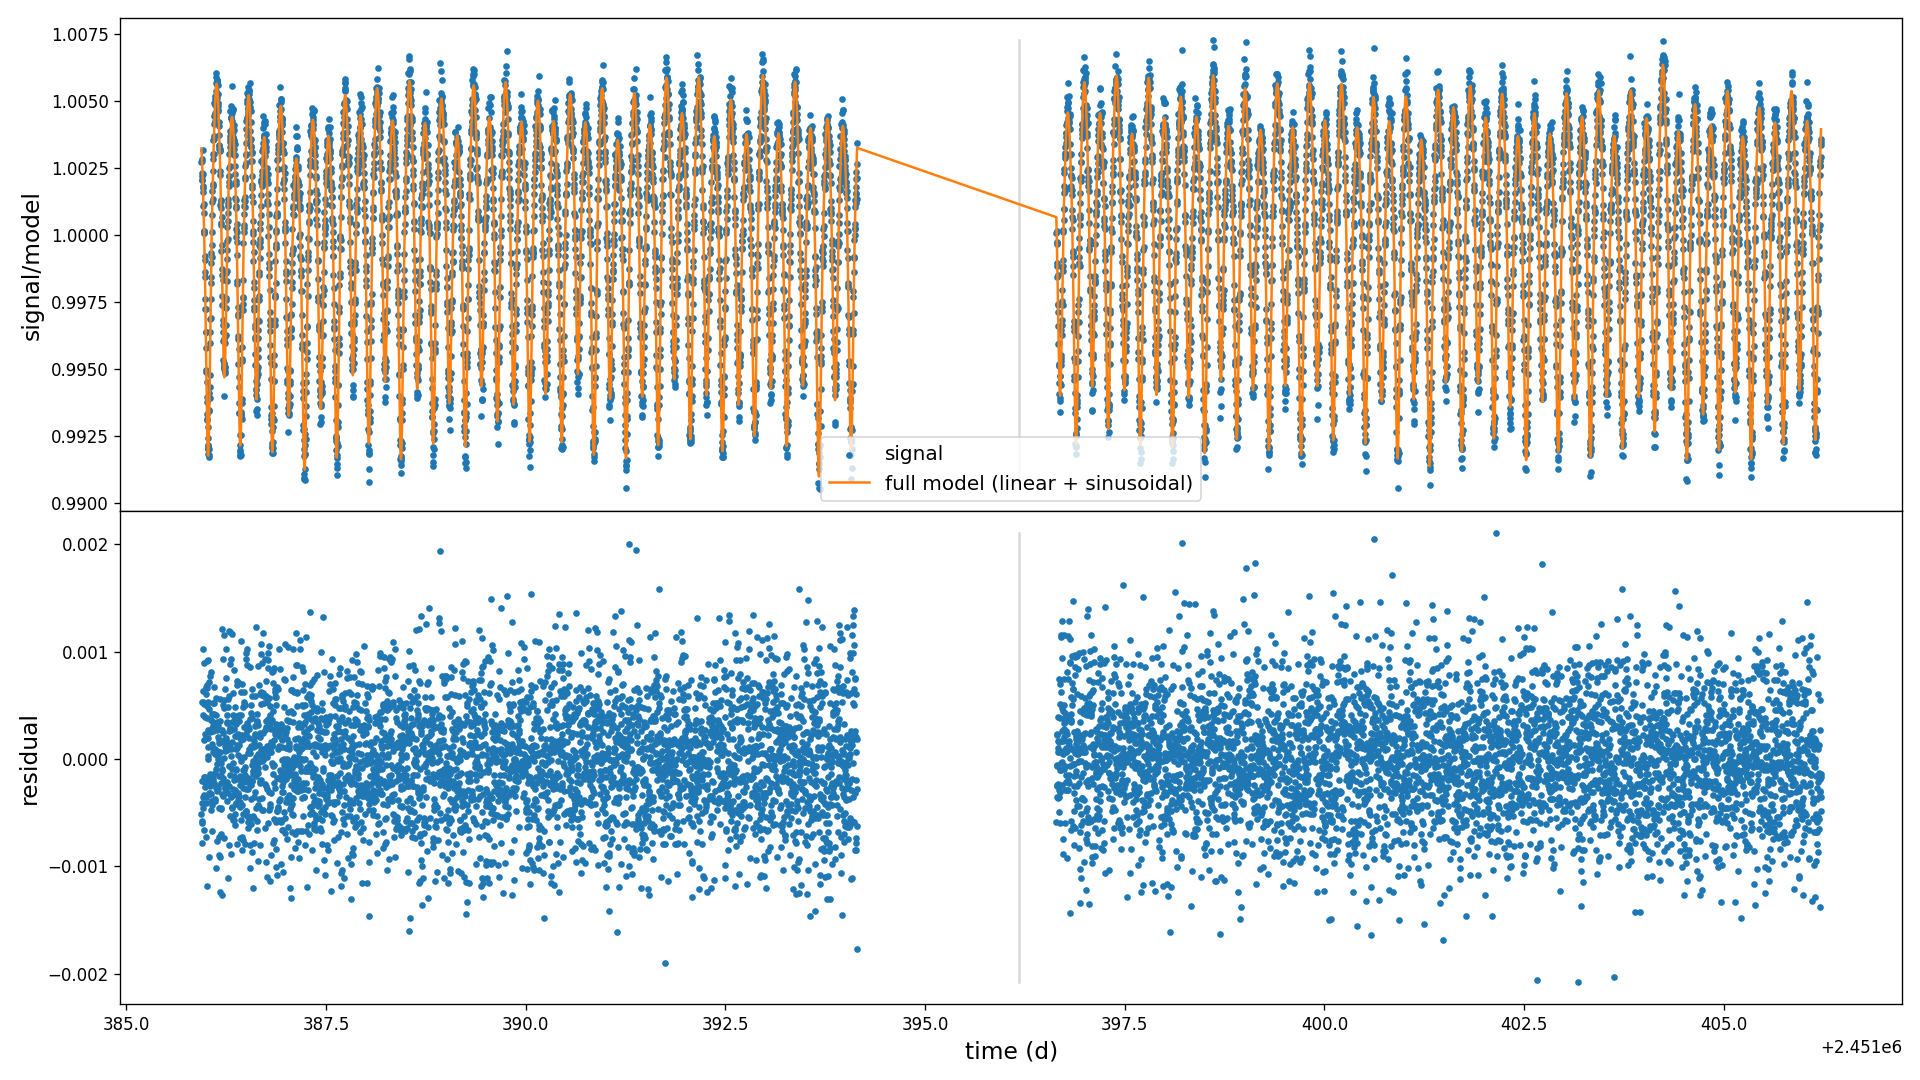 1.0075
1.0050
1.0025
1.0000
0.9975
0.9950
0.9925
0.9900
signal/model
signal
full model (linear + sinusoidal)
0.002
0.001
0.000
−0.001
−0.002
residual
385.0 387.5 390.0 392.5 395.0 397.5 400.0 402.5 405.0
time (d)
+2.451e6